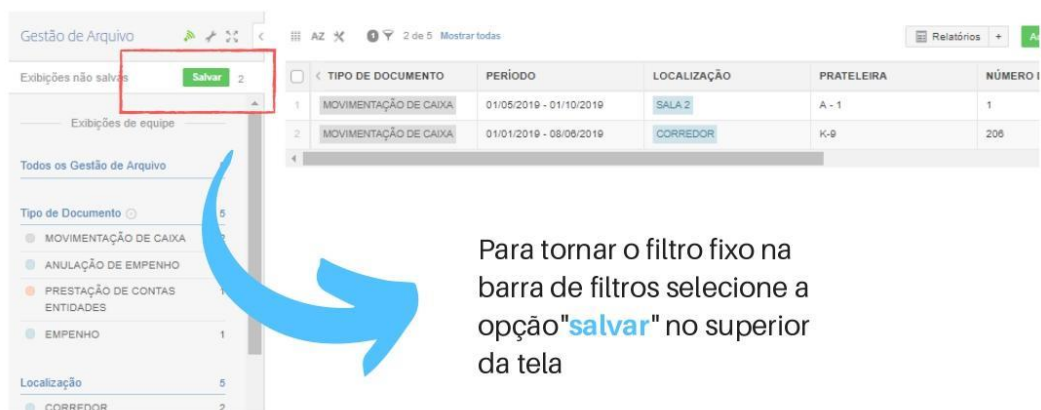 Gestão de Arquivo
Exibições não salvas Salvar 2
Exibições de equipe
Todos os Gestão de Arquivo
Tipo de Documento 5
MOVIMENTAÇÃO DE CAIXA
ANULAÇÃO DE EMPENHO
PRESTAÇÃO DE CONTAS 1
ENTIDADES
EMPENHO 1
Localização 5
CORREDOR 2
AZ 1 2 de 5 Mostrar todas Relatórios +
TIPO DE DOCUMENTO PERÍODO LOCALIZAÇÃO PRATELEIRA NÚMERO
1 MOVIMENTAÇÃO DE CAIXA 01/05/2019 - 01/10/2019 SALA 2 A - 1 1
2 MOVIMENTAÇÃO DE CAIXA 01/01/2019 - 08/06/2019 CORREDOR K-9 206
Para tornar o filtro fixo na
barra de filtros selecione a
opção"salvar" no superior
da tela